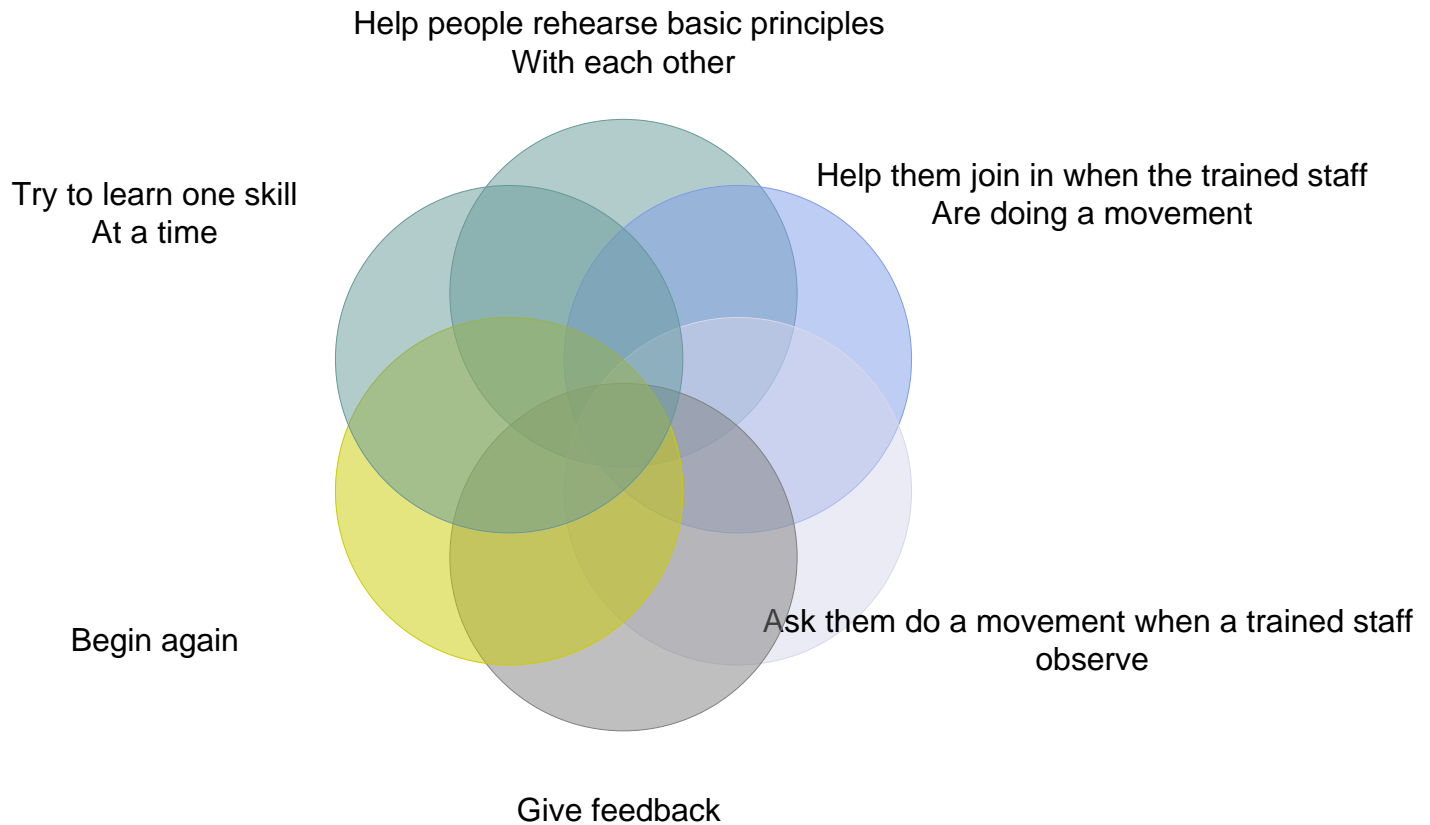 Help people rehearse basic principles
With each other
Help them join in when the trained staff
Are doing a movement
Try to learn one skill
At a time
Ask them do a movement when a trained staff
observe
Begin again
Give feedback